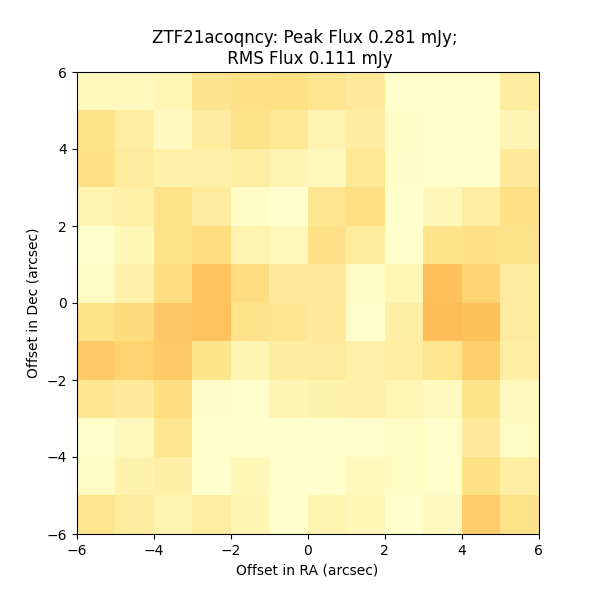 ZTF21acoqncy: Peak Flux 0.281 mJy;
RMS Flux 0.111 mJy
6
4
2
0
−2
−4
−6
Offset in Dec (arcsec)
−6 −4 −2 0 2 4 6
Offset in RA (arcsec)